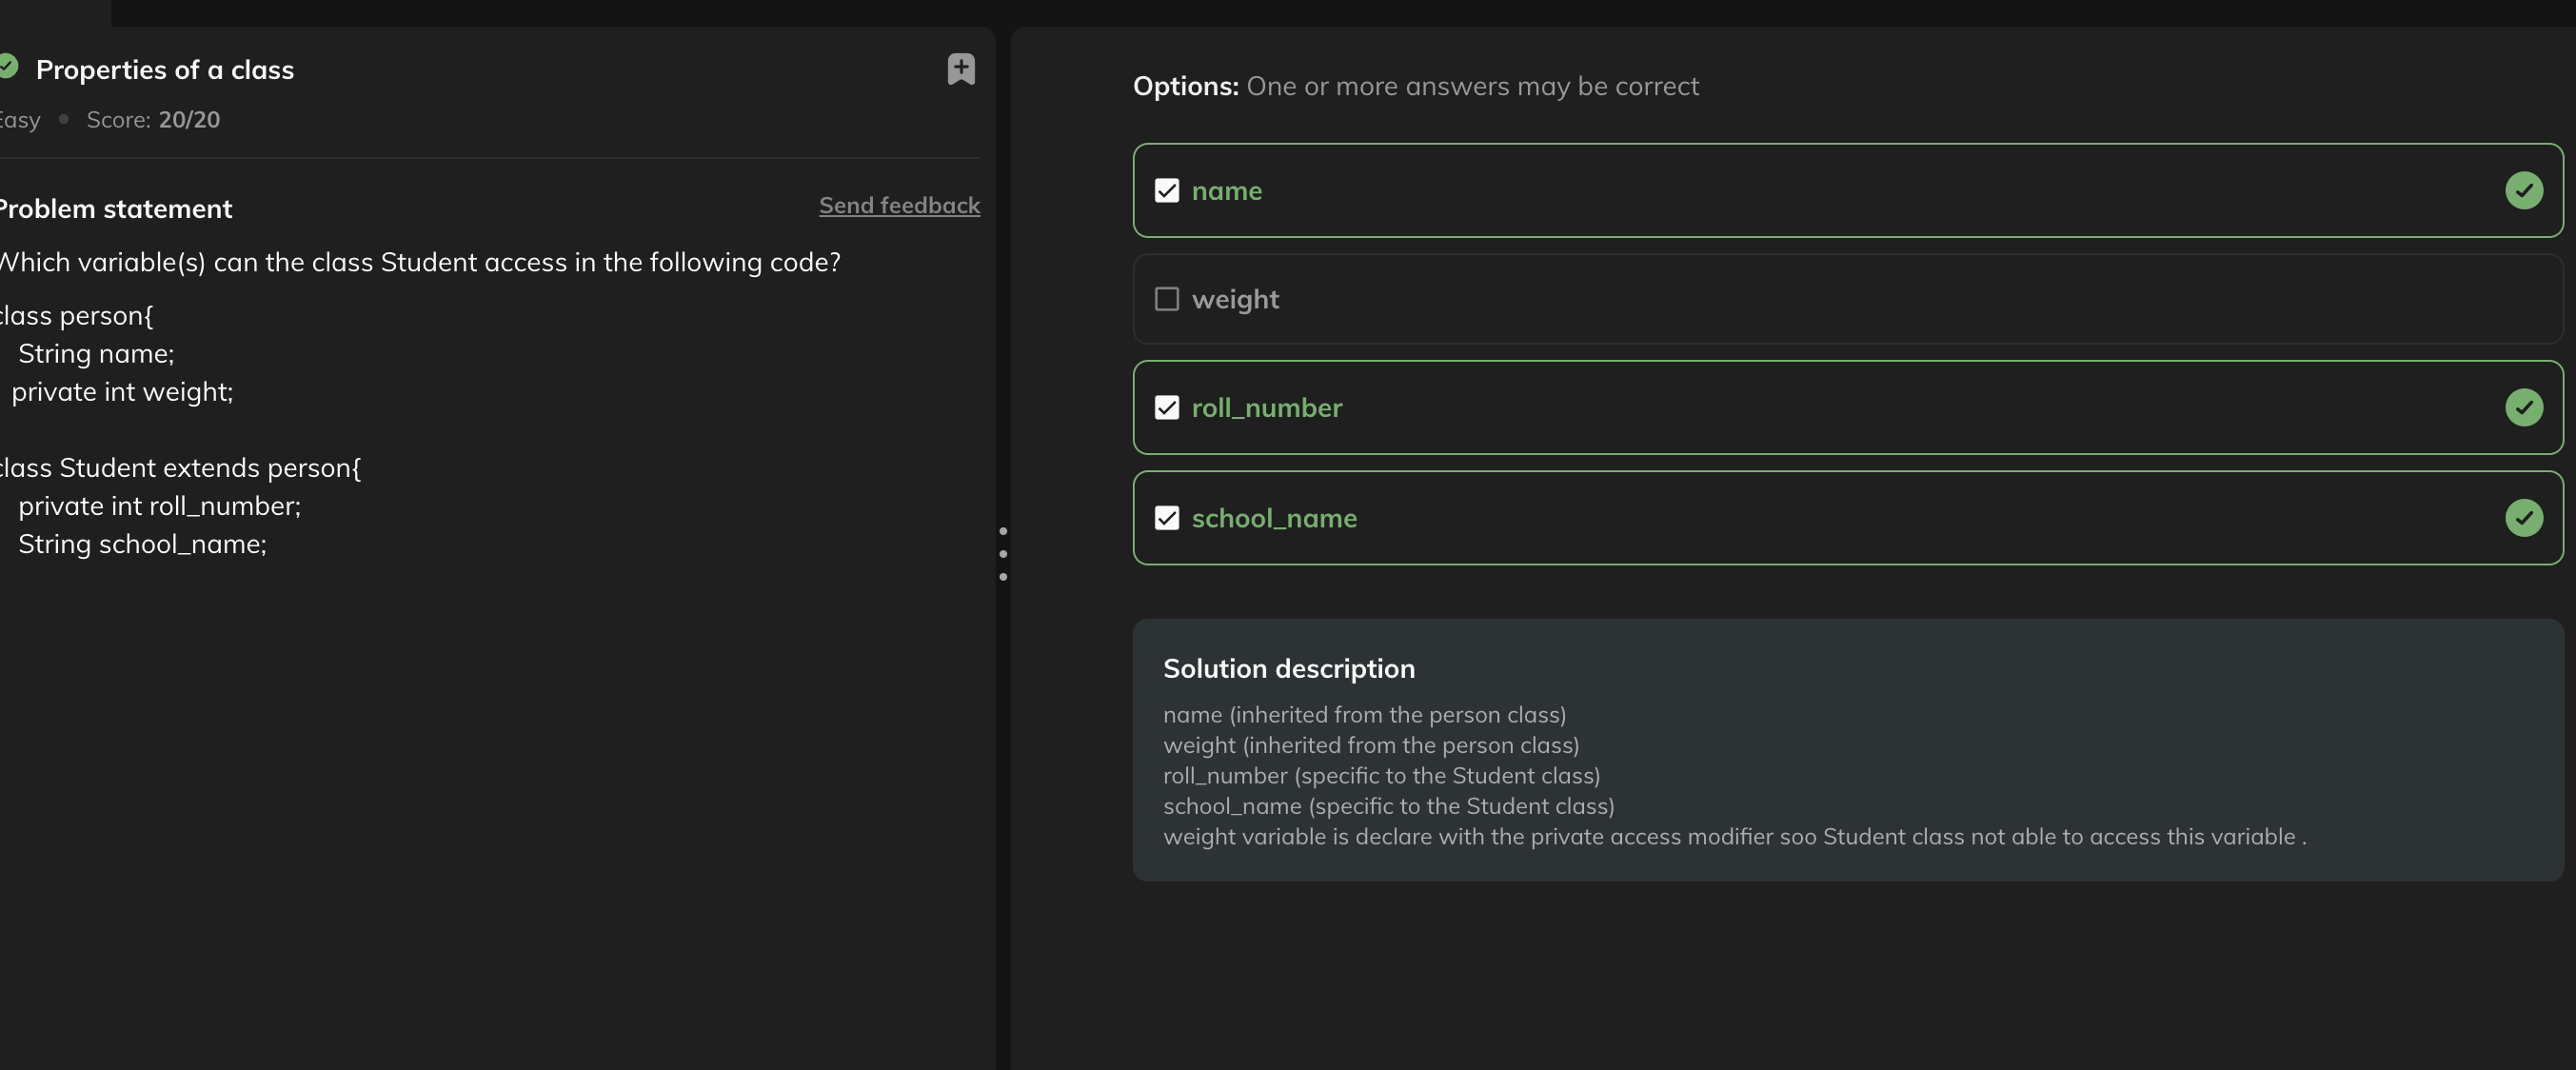 Properties of a class
Easy • Score: 20/20
Problem statement
Send feedback
Which variable(s) can the class Student access in the following code?
class person{
String name;
private int weight;
class Student extends person{
private int roll_number;
String school_name;
Options: One or more answers may be correct
name
weight
roll_number
school_name
Solution description
name (inherited from the person class)
weight (inherited from the person class)
roll_number (specific to the Student class)
school_name (specific to the Student class)
weight variable is declare with the private access modifier soo Student class not able to access this variable .